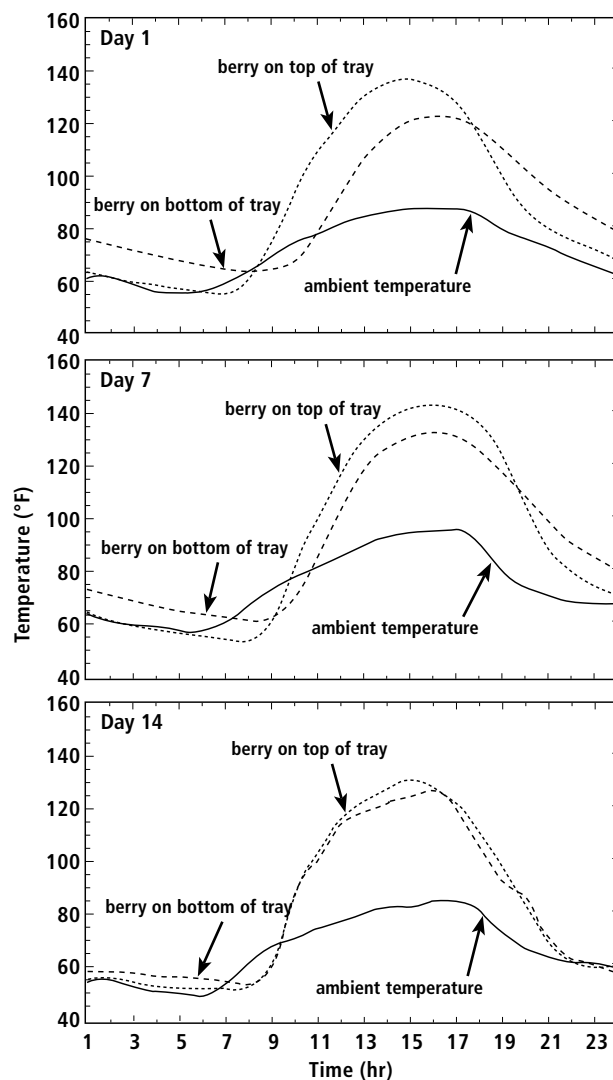 Day 1
160
140
120
100
80
60
40
berry on top of tray
berry on bottom of tray
ambient temperature
Day 7
160
140
120
100
80
60
40
berry on top of tray
berry on bottom of tray
ambient temperature
Temperature (°F)
Day 14
160
140
120
100
80
60
40
berry on top of tray
berry on bottom of tray
ambient temperature
1 3 5 7 9 11 13 15 17 19 21 23
Time (hr)